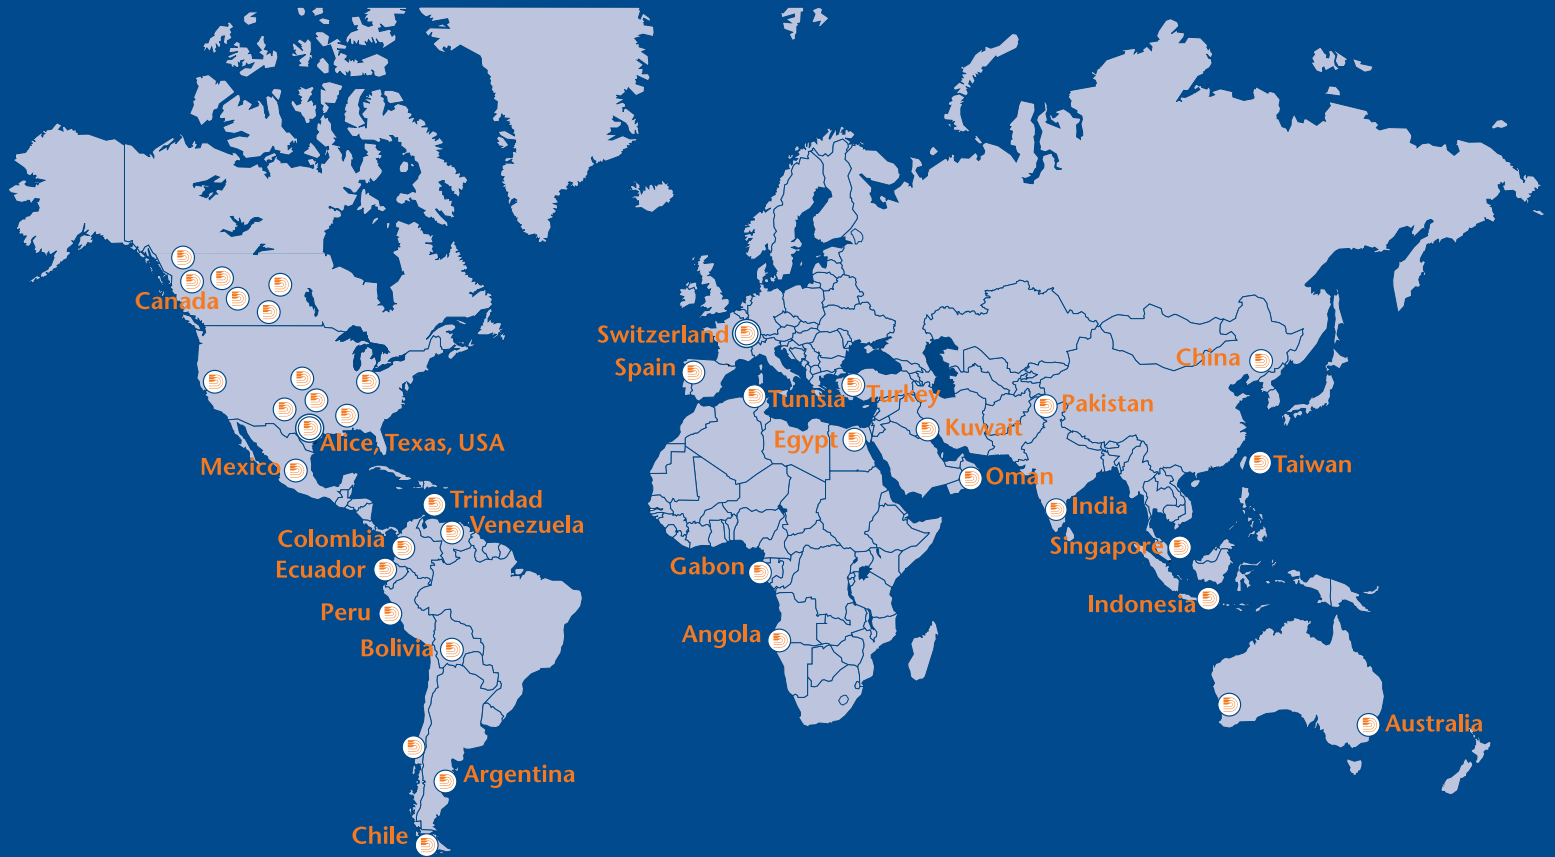 Canada
Switzerland
China
Spain
Tunisia
Turkey
Pakistan
Alice, Texas, USA
Egypt
Kuwait
Mexico
Oman
Taiwan
Trinidad
Venezuela
India
Colombia
Singapore
Ecuador
Gabon
Indonesia
Peru
Angola
Bolivia
Australia
Argentina
Chile